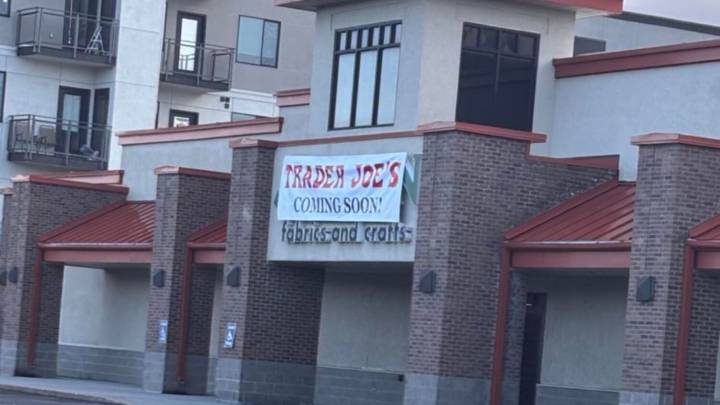 TRADER JOE'S
COMING SOON!
fabrics and crafts